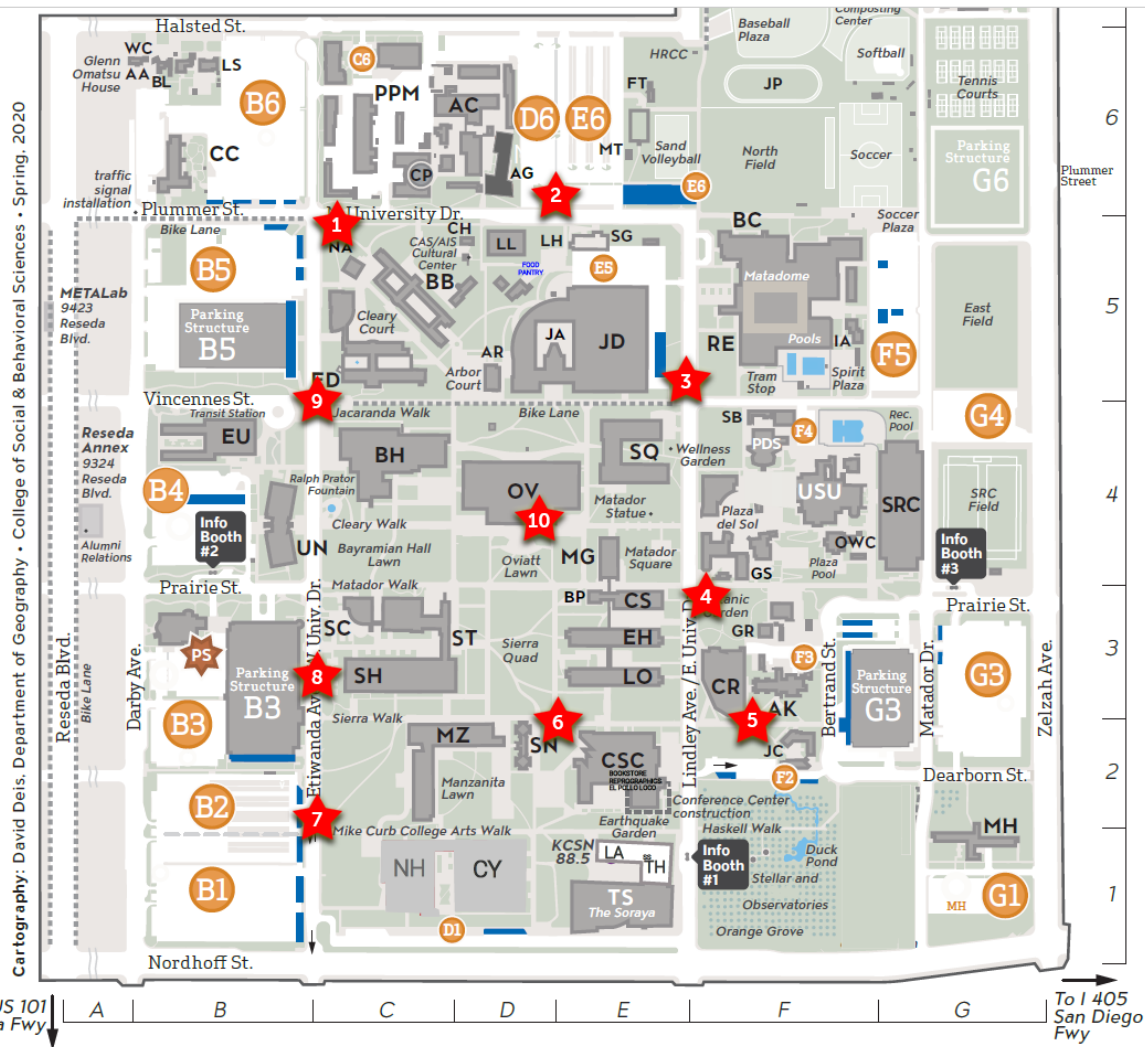 Halsted St.
WC
Glenn
Omatsu
House
AA
BL
LS
B6
C6
PPM
AC
D6
E6
HRCC
FT
MT
Baseball
Plaza
Composting
Center
Softball
JP
Tennis
Courts
6
CC
CP
AG
Sand
Volleyball
E6
North
Field
Soccer
Parking
Structure
G6
Plummer
Street
traffic
signal
installation
Plummer St.
University Dr.
1
2
NA
Bike Lane
B5
CH
CAS/AIS
Cultural
Center
LL
LH
SG
FOOD
PANTRY
E5
BB
BC
Matadome
Soccer
Plaza
METALab
9423
Reseda
Blvd.
Parking
Structure
B5
Cleary
Court
JA
JD
RE
Pools
IA
F5
East
Field
5
AR
Arbor
Court
Tram
Stop
Spirit
Plaza
ED
9
3
Vincennes St.
Transit Station
Jacaranda Walk
Bike Lane
SB
F4
Rec.
Pool
G4
Reseda
Annex
9324
Reseda
Blvd.
EU
BH
SQ
Wellness
Garden
PDS
B4
Ralph Prator
Fountain
OV
10
Matador
Statue
USU
SRC
SRC
Field
4
Cleary Walk
Plaza
del Sol
Info
Booth
#2
Alumni
Relations
UN
Bayramian Hall
Lawn
Oviatt
Lawn
MG
Matador
Square
GS
OWC
Plaza
Pool
Info
Booth
#3
Prairie St.
Matador Walk
BP
CS
4
Garden
Prairie St.
SC
ST
EH
GR
PS
Sierra
Quad
F3
3
Parking
Structure
B3
8
SH
LO
CR
Parking
Structure
G3
G3
B3
Sierra Walk
6
5
AK
MZ
SN
CSC
BOOKSTORE
REPROGRAPHICS
EL POLLO LOCO
JC
F2
2
Dearborn St.
B2
7
Manzanita
Lawn
Conference Center
construction
Mike Curb College Arts Walk
Earthquake
Garden
Haskell Walk
MH
KCSN
88.5
LA
TH
Info
Booth
#1
Duck
Pond
B1
NH
CY
TS
The Soraya
Stellar and
Observatories
MH
G1
1
D1
Orange Grove
Nordhoff St.
Reseda Blvd.
Bike Lane
Darby Ave.
Etiwanda Av
. Univ. Dr.
Lindley Ave./ E. Univ. D
Bertrand St.
Matador Dr.
Zelzah Ave.
US 101
a Fwy
A
B
C
D
E
F
G
To I 405
San Diego
Fwy
Cartography: David Deis, Department of Geography • College of Social & Behavioral Sciences • Spring, 2020